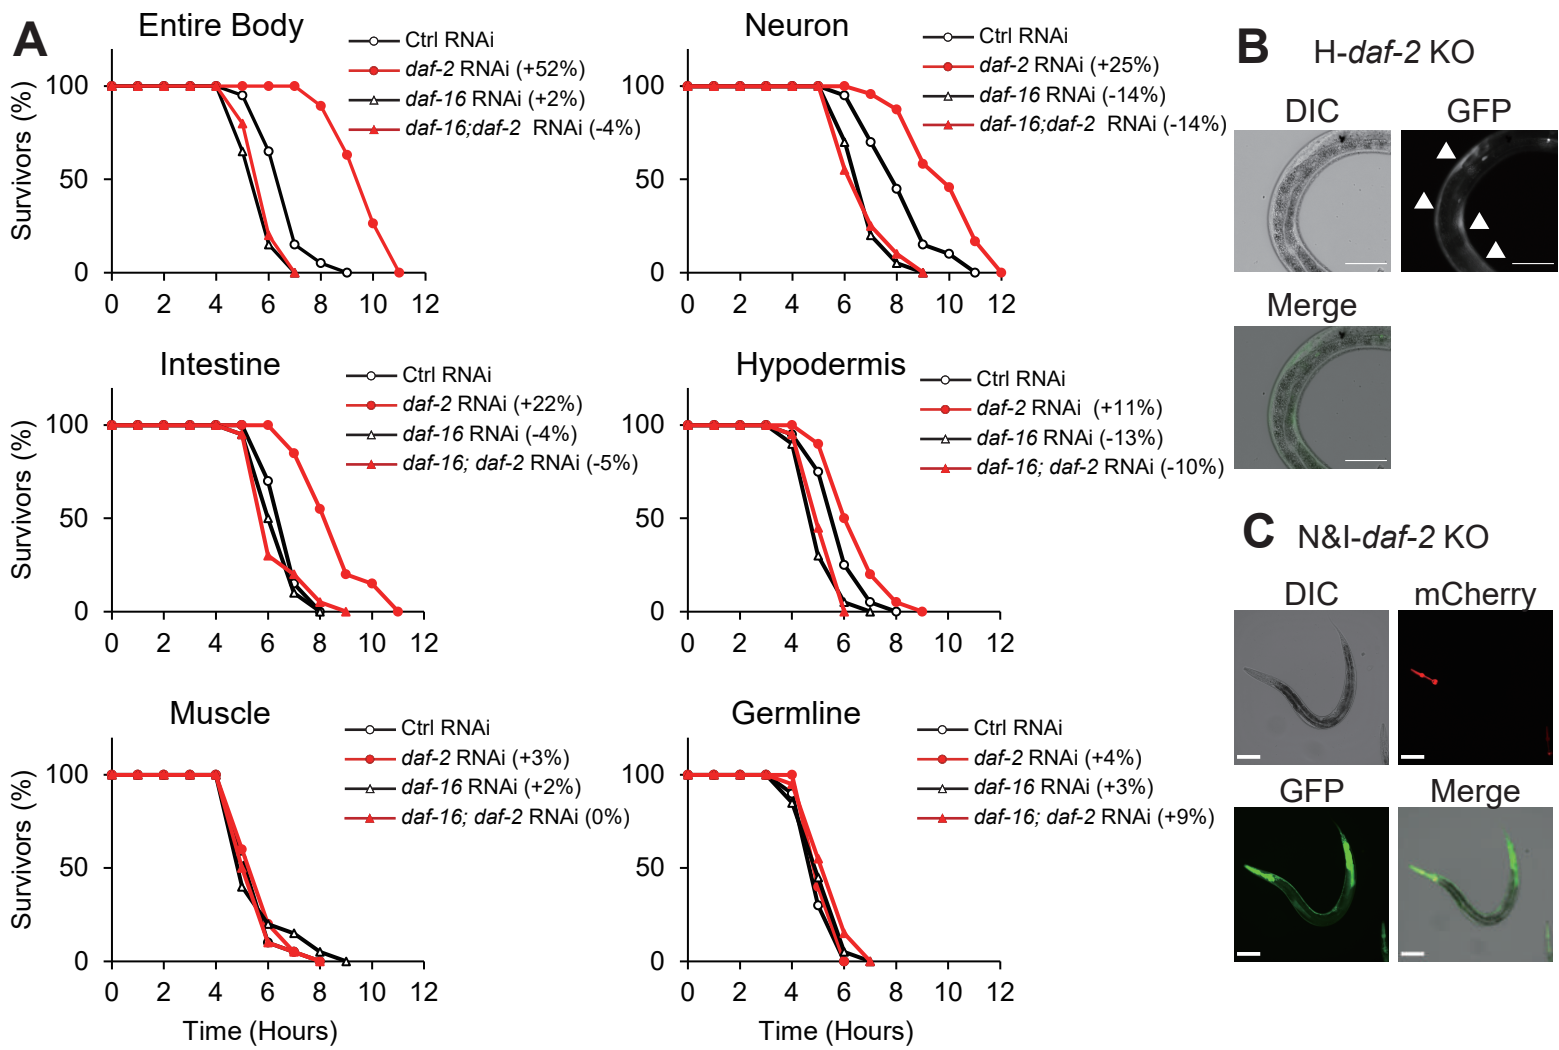 A
Entire Body
Ctrl RNAi
daf-2 RNAi (+52%)
daf-16 RNAi (+2%)
daf-16;daf-2 RNAi (-4%)
Survivors (%)
100
50
0
0 2 4 6 8 10 12
Neuron
Ctrl RNAi
daf-2 RNAi (+25%)
daf-16 RNAi (-14%)
daf-16;daf-2 RNAi (-14%)
100
50
0
0 2 4 6 8 10 12
Intestine
Ctrl RNAi
daf-2 RNAi (+22%)
daf-16 RNAi (-4%)
daf-16; daf-2 RNAi (-5%)
Survivors (%)
100
50
0
0 2 4 6 8 10 12
Hypodermis
Ctrl RNAi
daf-2 RNAi (+11%)
daf-16 RNAi (-13%)
daf-16; daf-2 RNAi (-10%)
100
50
0
0 2 4 6 8 10 12
Muscle
Ctrl RNAi
daf-2 RNAi (+3%)
daf-16 RNAi (+2%)
daf-16; daf-2 RNAi (0%)
Survivors (%)
100
50
0
0 2 4 6 8 10 12
Time (Hours)
Germline
Ctrl RNAi
daf-2 RNAi (+4%)
daf-16 RNAi (+3%)
daf-16; daf-2 RNAi (+9%)
100
50
0
0 2 4 6 8 10 12
Time (Hours)
B
H-daf-2 KO
DIC
GFP
Merge
C
N&I-daf-2 KO
DIC
mCherry
GFP
Merge